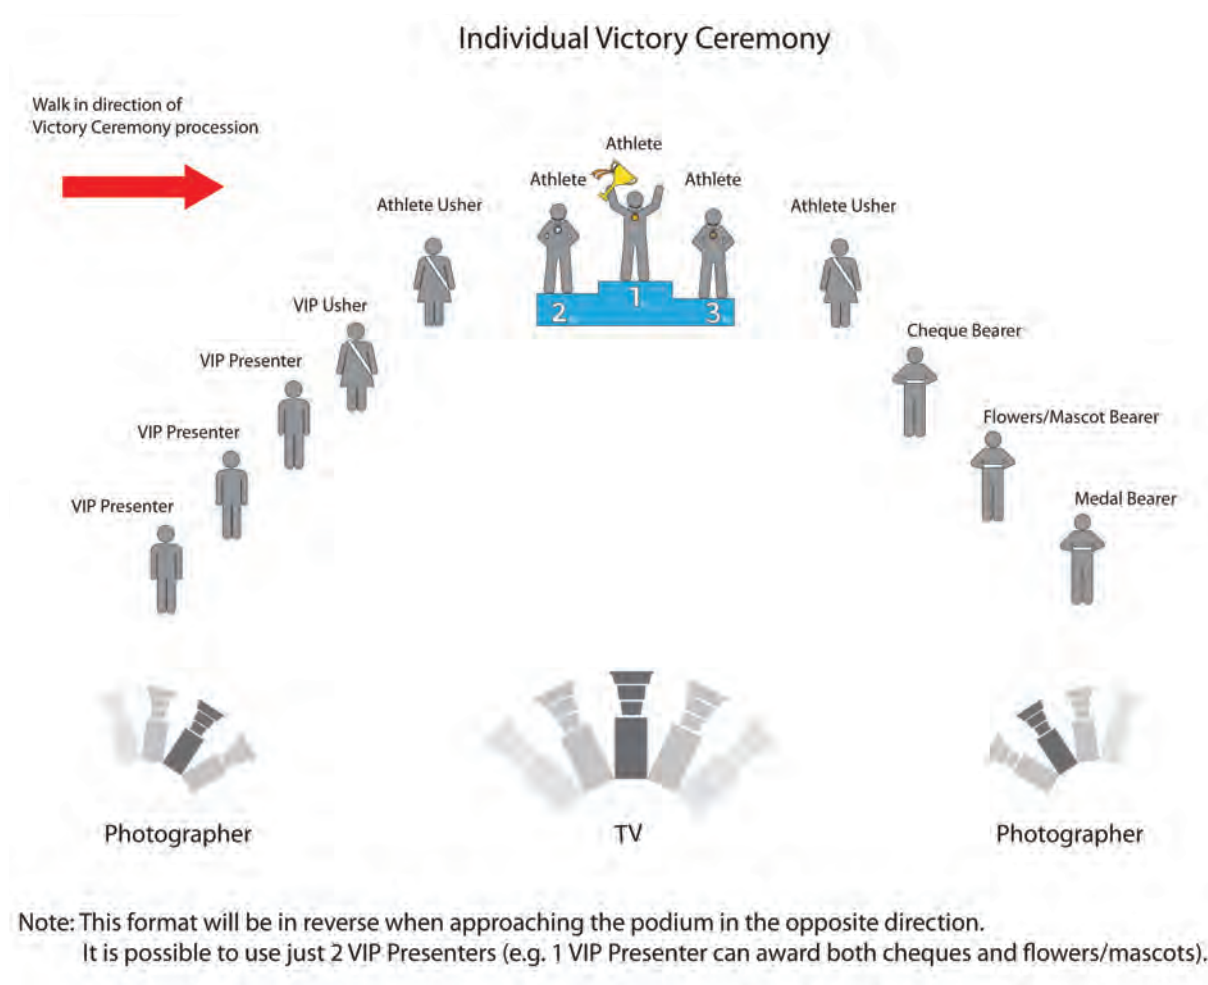 Individual Victory Ceremony
Walk in direction of
Victory Ceremony procession
Athlete
Athlete
Athlete
Athlete Usher
Athlete Usher
2
1
3
VIP Usher
Cheque Bearer
VIP Presenter
Flowers/Mascot Bearer
VIP Presenter
Medal Bearer
VIP Presenter
Photographer
TV
Photographer
Note: This format will be in reverse when approaching the podium in the opposite direction.
It is possible to use just 2 VIP Presenters (e.g. 1 VIP Presenter can award both cheques and flowers/mascots).